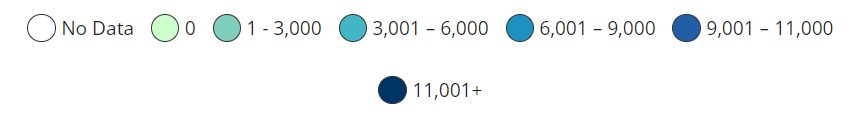 No Data 0 1 - 3,000 3,001 – 6,000 6,001 – 9,000 9,001 – 11,000
11,001+